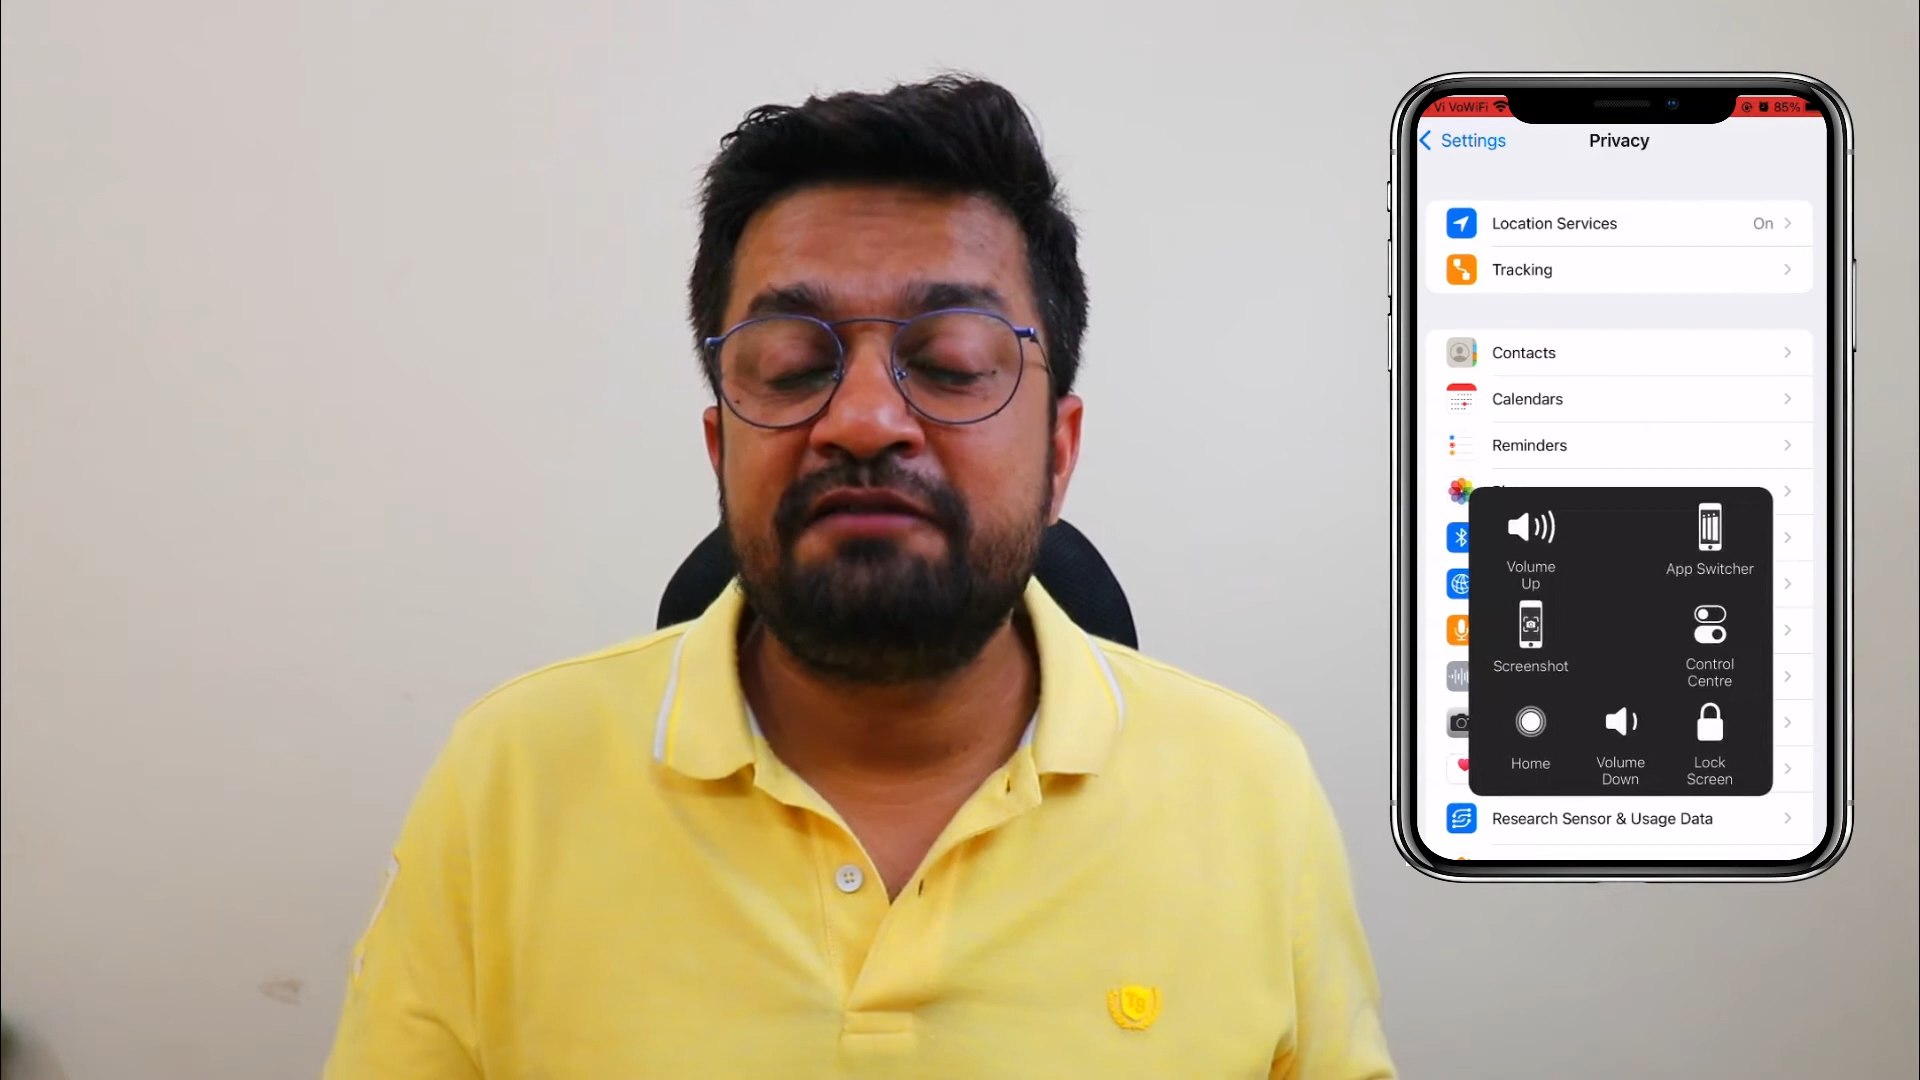 Vi VoWiFi
85%
Settings
Privacy
Location Services
On
Tracking
Contacts
Calendars
Reminders
Volume
Up
App Switcher
Screenshot
Control
Centre
Home
Volume
Down
Lock
Screen
Research Sensor & Usage Data
TS